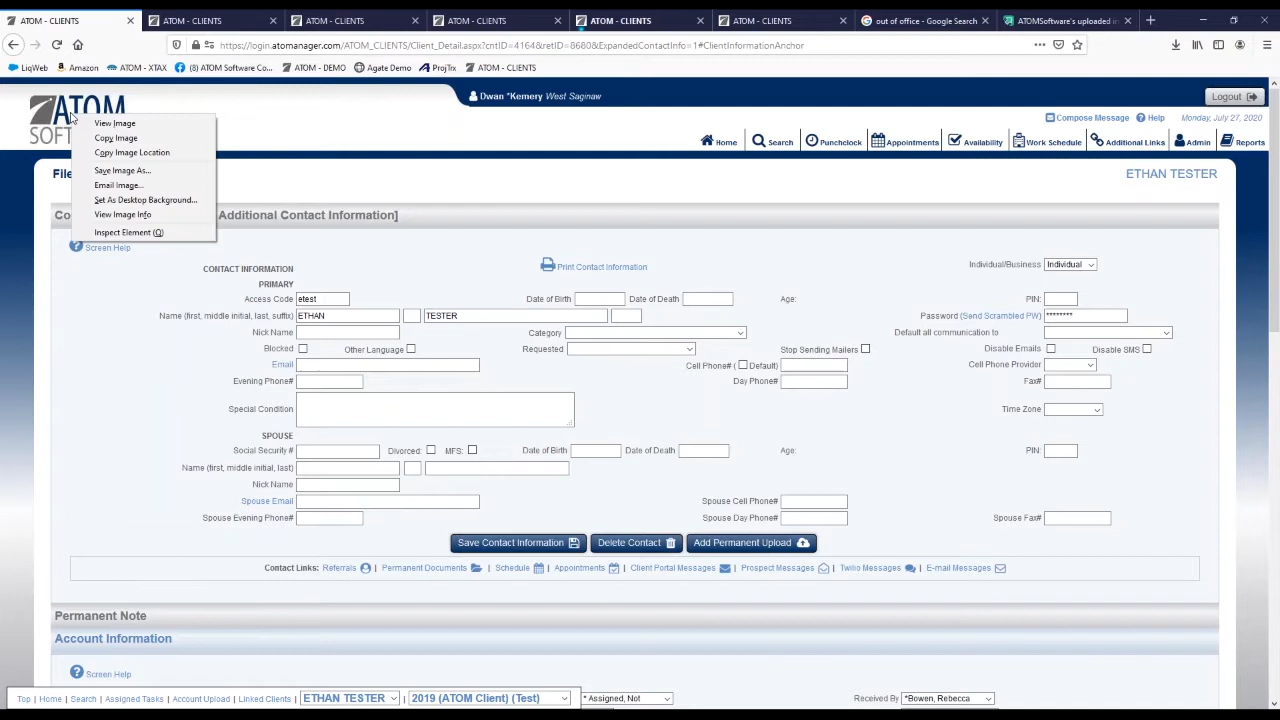 ATOM - CLIENTS ATOM - CLIENTS ATOM - CLIENTS ATOM - CLIENTS ATOM - CLIENTS ATOM - CLIENTS out of office - Google Search ATOMSoftware's uploaded in
https://login.atomanager.com/ATOM_CLIENTS/Client_Detail.aspx?cntID=4164&retID=8680&ExpandedContactInfo=1#ClientInformationAnchor
LiqWeb Amazon ATOM - XTAX (8) ATOM Software Co... ATOM - DEMO Agate Demo ProjTrx ATOM - CLIENTS
Dwan *Kemery West Saginaw Logout
ATOM
SOFT
Compose Message Help Monday, July 27, 2020
Home Search Punchclock Appointments Availability Work Schedule Additional Links Admin Reports
View Image
Copy Image
Copy Image Location
Save Image As...
Email Image...
Set As Desktop Background...
View Image Info
Inspect Element (Q)
File ETHAN TESTER
Co Additional Contact Information]
Screen Help
CONTACT INFORMATION Print Contact Information Individual/Business Individual
PRIMARY
Access Code etest Date of Birth Date of Death Age: PIN:
Name (first, middle initial, last, suffix) ETHAN TESTER Password (Send Scrambled PW) ********
Nick Name Category Default all communication to
Blocked Other Language Requested Stop Sending Mailers Disable Emails Disable SMS
Email Cell Phone# ( Default) Cell Phone Provider
Evening Phone# Day Phone# Fax#
Special Condition Time Zone
SPOUSE
Social Security # Divorced: MFS: Date of Birth Date of Death Age: PIN:
Name (first, middle initial, last)
Nick Name
Spouse Email Spouse Cell Phone#
Spouse Evening Phone# Spouse Day Phone# Spouse Fax#
Save Contact Information Delete Contact Add Permanent Upload
Contact Links: Referrals | Permanent Documents | Schedule | Appointments | Client Portal Messages | Prospect Messages | Twilio Messages | E-mail Messages
Permanent Note
Account Information
Screen Help
Top | Home | Search | Assigned Tasks | Account Upload | Linked Clients | ETHAN TESTER | 2019 (ATOM Client) (Test) * Assigned, Not Received By *Bowen, Rebecca